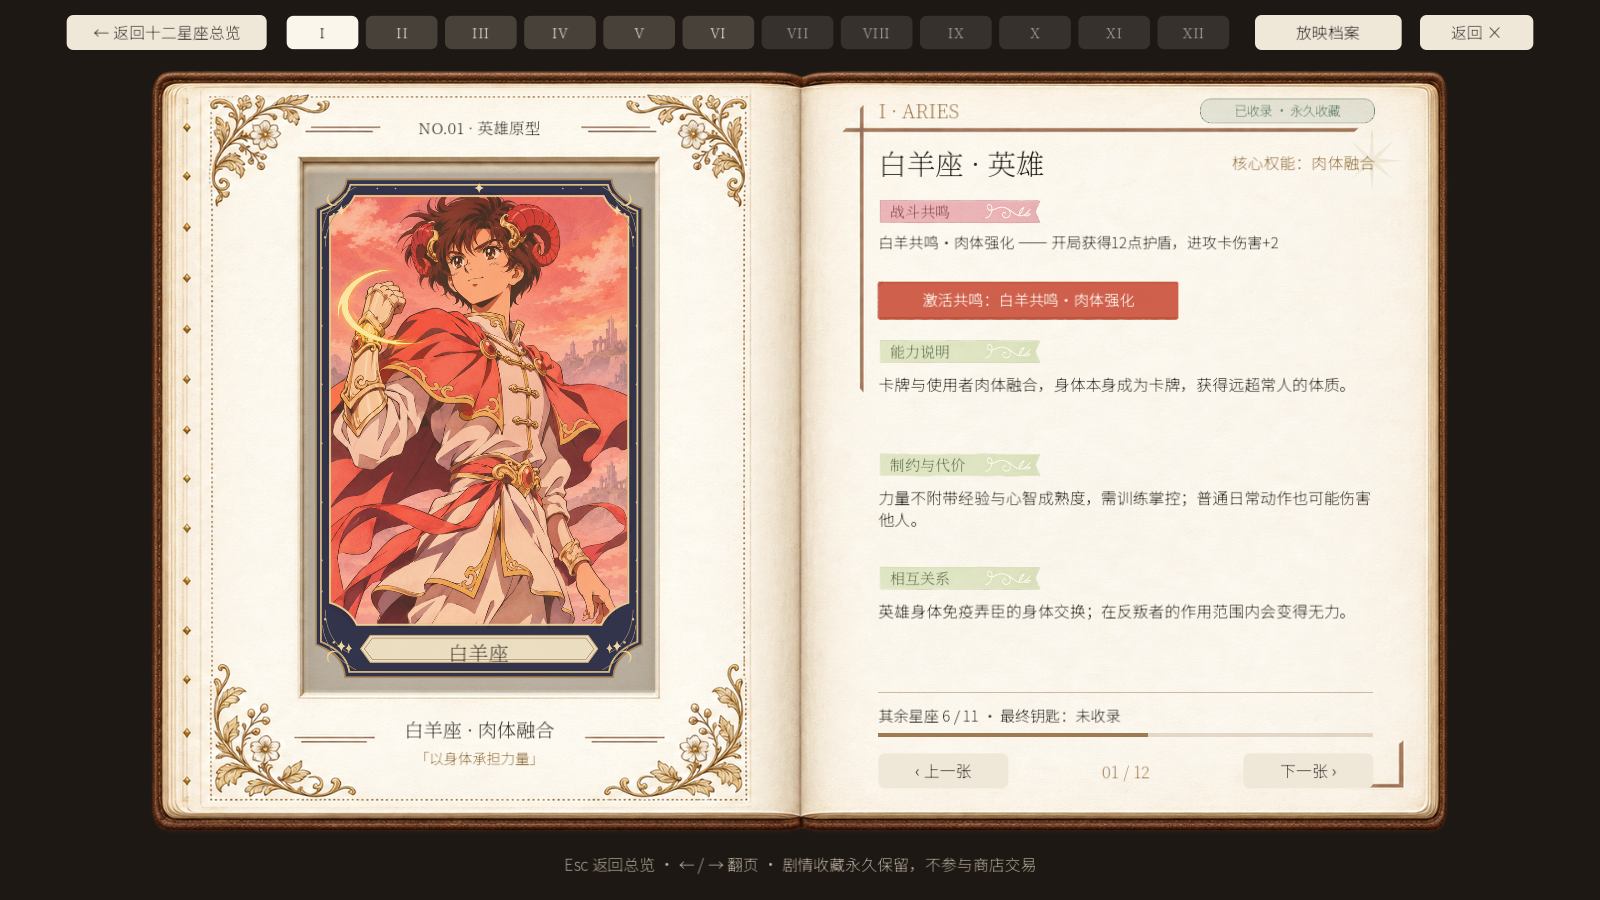 ← 返回十二星座总览
I
II
III
IV
V
VI
VII
VIII
IX
X
XI
XII
放映档案
返回 ×
NO.01 · 英雄原型
白羊座
白羊座 · 肉体融合
「以身体承担力量」
I · ARIES
已收录 · 永久收藏
白羊座 · 英雄
核心权能：肉体融合
战斗共鸣
白羊共鸣·肉体强化 —— 开局获得12点护盾，进攻卡伤害+2
激活共鸣：白羊共鸣·肉体强化
能力说明
卡牌与使用者肉体融合，身体本身成为卡牌，获得远超常人的体质。
制约与代价
力量不附带经验与心智成熟度，需训练掌控；普通日常动作也可能伤害
他人。
相互关系
英雄身体免疫弄臣的身体交换；在反叛者的作用范围内会变得无力。
其余星座 6 / 11 · 最终钥匙：未收录
‹ 上一张
01 / 12
下一张 ›
Esc 返回总览 · ← / → 翻页 · 剧情收藏永久保留，不参与商店交易